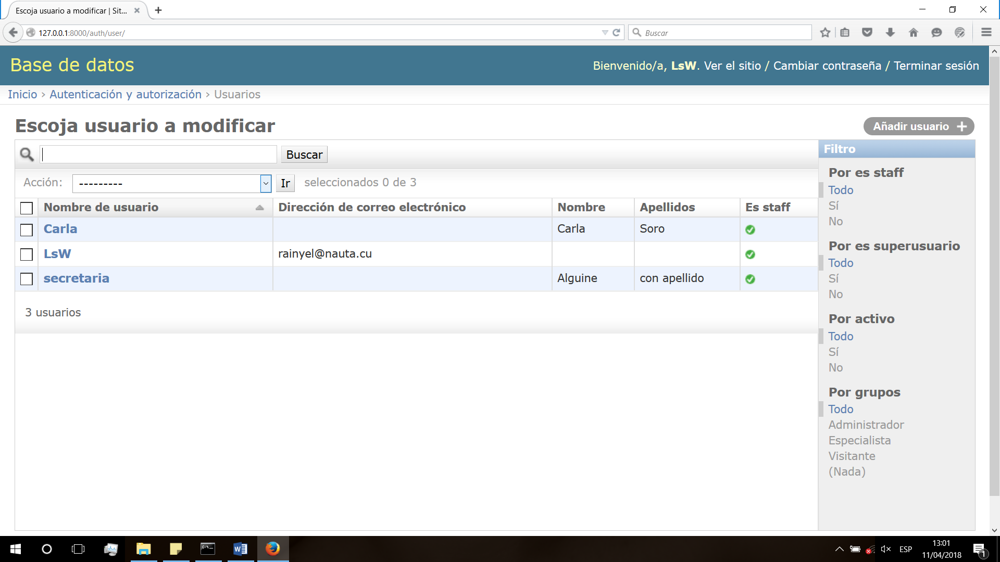 Escoja usuario a modificar | Sit...
127.0.0.1:8000/auth/user/
Buscar
Base de datos
Bienvenido/a, LsW. Ver el sitio / Cambiar contraseña / Terminar sesión
Inicio › Autenticación y autorización › Usuarios
Escoja usuario a modificar
Añadir usuario
Buscar
Acción: --------- Ir seleccionados 0 de 3
Nombre de usuario Dirección de correo electrónico Nombre Apellidos Es staff
Carla Carla Soro
LsW rainyel@nauta.cu
secretaria Alguine con apellido
3 usuarios
Filtro
Por es staff
Todo
Sí
No
Por es superusuario
Todo
Sí
No
Por activo
Todo
Sí
No
Por grupos
Todo
Administrador
Especialista
Visitante
(Nada)
ESP
13:01
11/04/2018
1